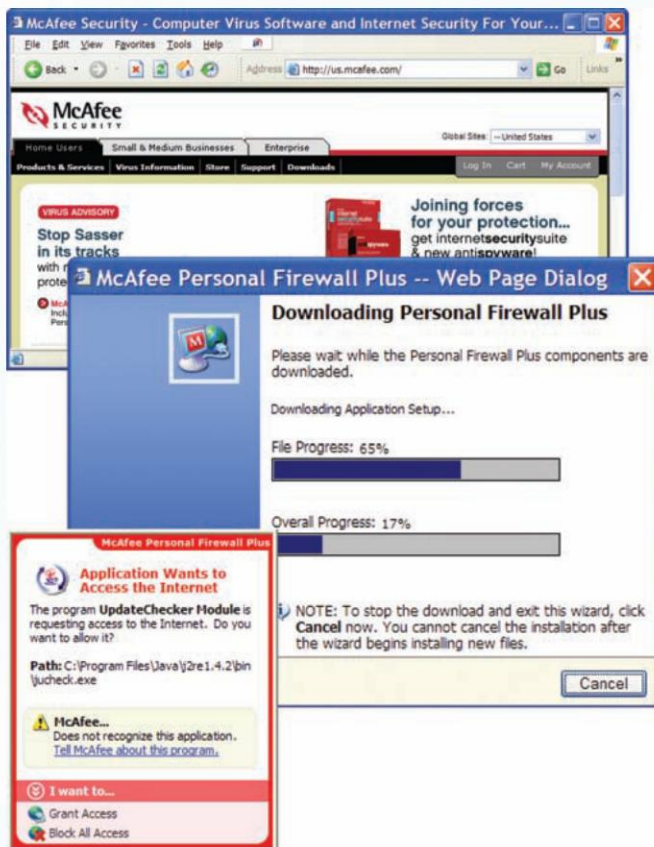 McAfee Security - Computer Virus Software and Internet Security For Your...
File Edit View Favorites Tools Help
Back Address http://us.mcafee.com/ Go Links
McAfee
SECURITY
Global Sites: -- United States
Home Users Small & Medium Businesses Enterprise
Products & Services Virus Information Store Support Downloads Log In Cart My Account
VIRUS ADVISORY
Stop Sasser
in its tracks
Joining forces
for your protection...
get internetsecuritysuite
& new antispyware!
McAfee Personal Firewall Plus -- Web Page Dialog
Downloading Personal Firewall Plus
Please wait while the Personal Firewall Plus components are
downloaded.
Downloading Application Setup...
File Progress: 65%
Overall Progress: 17%
NOTE: To stop the download and exit this wizard, click
Cancel now. You cannot cancel the installation after
the wizard begins installing new files.
Cancel
McAfee Personal Firewall Plus
Application Wants to
Access the Internet
The program UpdateChecker Module is
requesting access to the Internet. Do you
want to allow it?
Path: C:\Program Files\Java\j2re1.4.2\bin
\jucheck.exe
McAfee...
Does not recognize this application.
Tell McAfee about this program.
I want to...
Grant Access
Block All Access